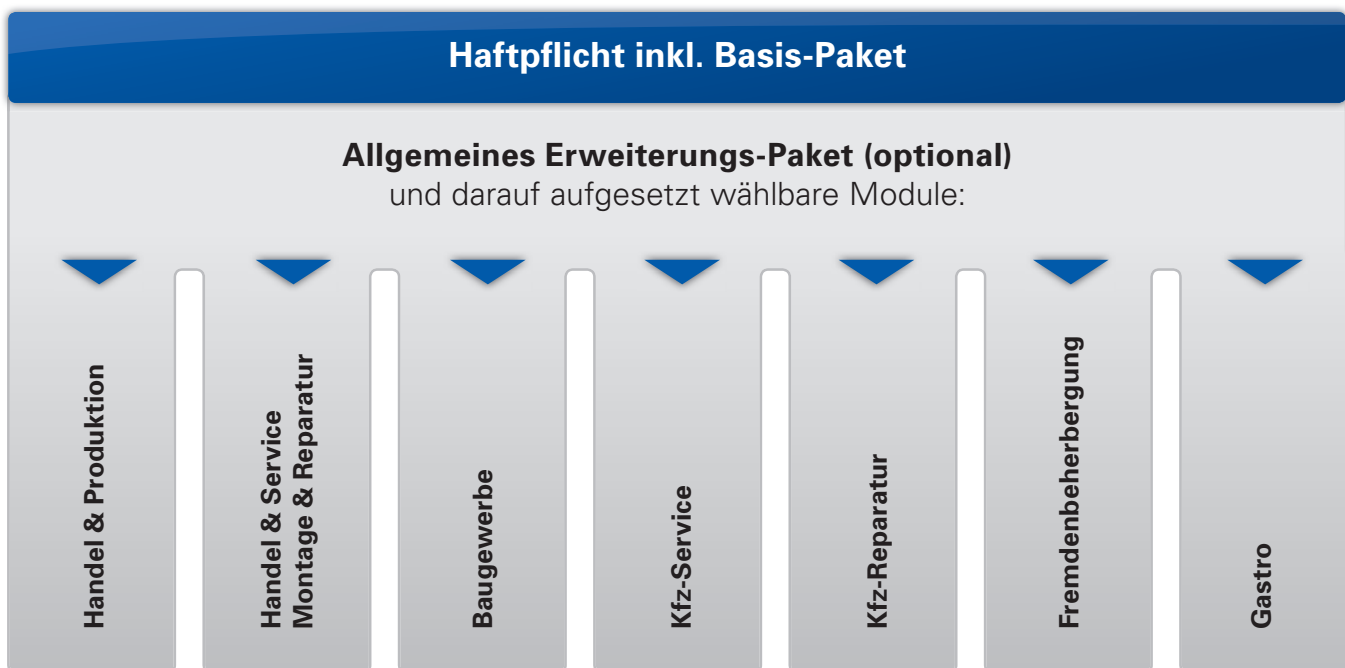 Haftpflicht inkl. Basis-Paket
Allgemeines Erweiterungs-Paket (optional)
und darauf aufgesetzt wählbare Module:
Handel & Produktion
Handel & Service
Montage & Reparatur
Baugewerbe
Kfz-Service
Kfz-Reparatur
Fremdenbeherbergung
Gastro